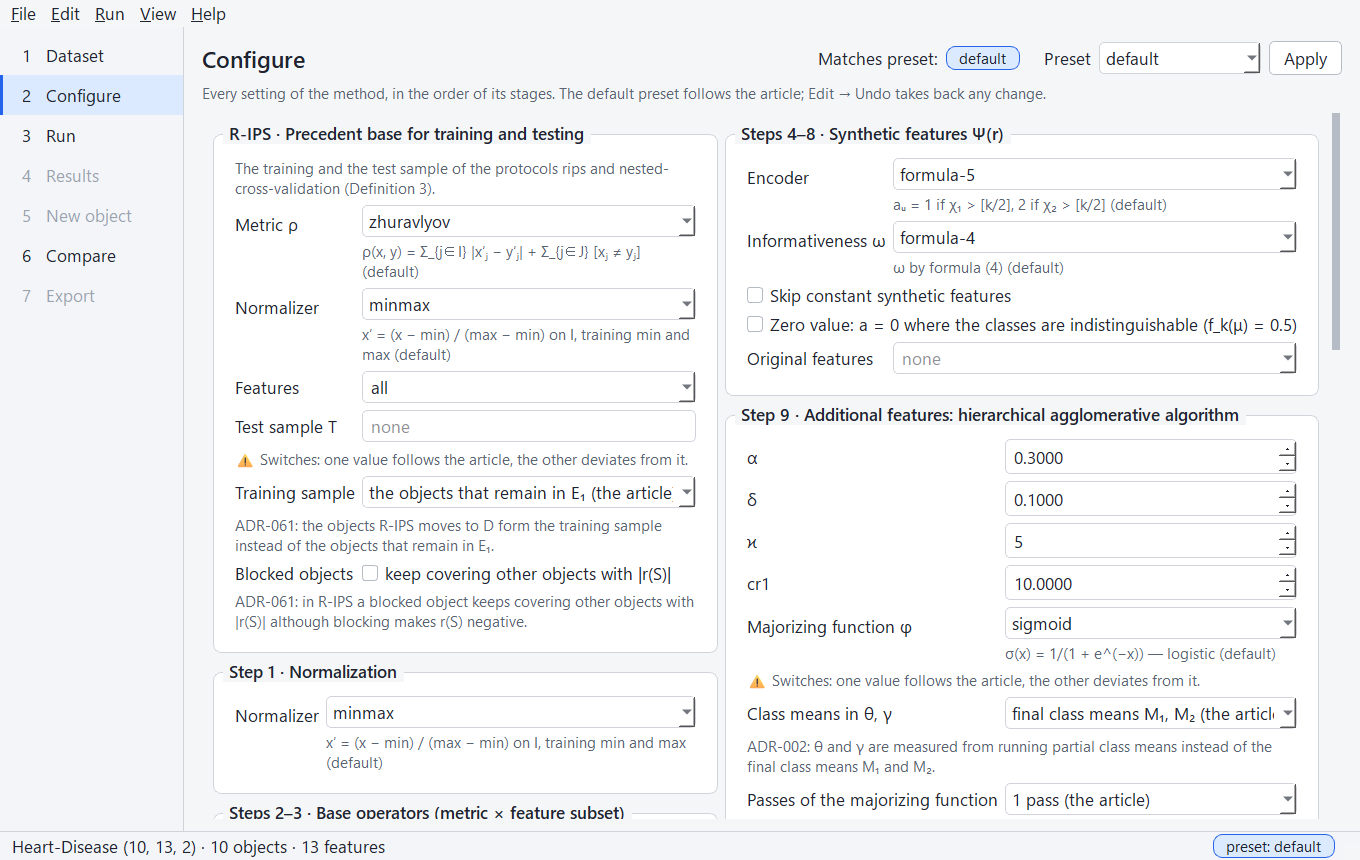 File Edit Run View Help
1 Dataset
2 Configure
3 Run
4 Results
5 New object
6 Compare
7 Export
Configure
Matches preset: default Preset default Apply
Every setting of the method, in the order of its stages. The default preset follows the article; Edit → Undo takes back any change.
R-IPS · Precedent base for training and testing
The training and the test sample of the protocols rips and nested-
cross-validation (Definition 3).
Metric ρ zhuravlyov
ρ(x, y) = Σ_{j∈I} |x′ⱼ − y′ⱼ| + Σ_{j∈J} [xⱼ ≠ yⱼ]
(default)
Normalizer minmax
x′ = (x − min) / (max − min) on I, training min and
max (default)
Features all
Test sample T none
⚠ Switches: one value follows the article, the other deviates from it.
Training sample the objects that remain in E₁ (the article
ADR-061: the objects R-IPS moves to D form the training sample
instead of the objects that remain in E₁.
Blocked objects keep covering other objects with |r(S)|
ADR-061: in R-IPS a blocked object keeps covering other objects with
|r(S)| although blocking makes r(S) negative.
Step 1 · Normalization
Normalizer minmax
x′ = (x − min) / (max − min) on I, training min and max
(default)
Steps 2–3 · Base operators (metric × feature subset)
Steps 4–8 · Synthetic features Ψ(r)
Encoder formula-5
aᵤ = 1 if χ₁ > [k/2], 2 if χ₂ > [k/2] (default)
Informativeness ω formula-4
ω by formula (4) (default)
Skip constant synthetic features
Zero value: a = 0 where the classes are indistinguishable (f_k(μ) = 0.5)
Original features none
Step 9 · Additional features: hierarchical agglomerative algorithm
α 0.3000
δ 0.1000
ϰ 5
cr1 10.0000
Majorizing function φ sigmoid
σ(x) = 1/(1 + e^(−x)) — logistic (default)
⚠ Switches: one value follows the article, the other deviates from it.
Class means in θ, γ final class means M₁, M₂ (the articl
ADR-002: θ and γ are measured from running partial class means instead of the
final class means M₁ and M₂.
Passes of the majorizing function 1 pass (the article)
Heart-Disease (10, 13, 2) · 10 objects · 13 features
preset: default